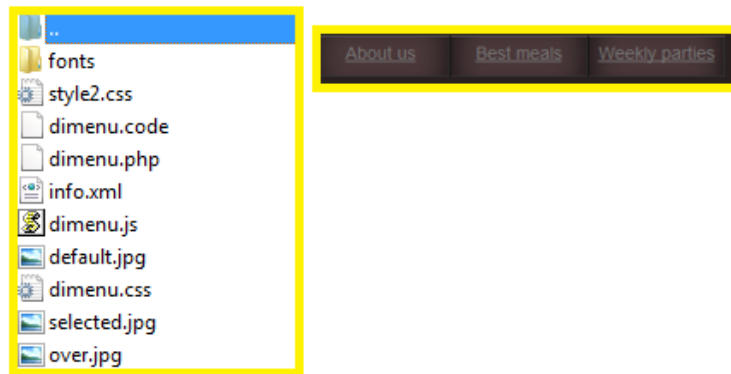 ..
fonts
style2.css
dimenu.code
dimenu.php
info.xml
dimenu.js
default.jpg
dimenu.css
selected.jpg
over.jpg
About us Best meals Weekly parties